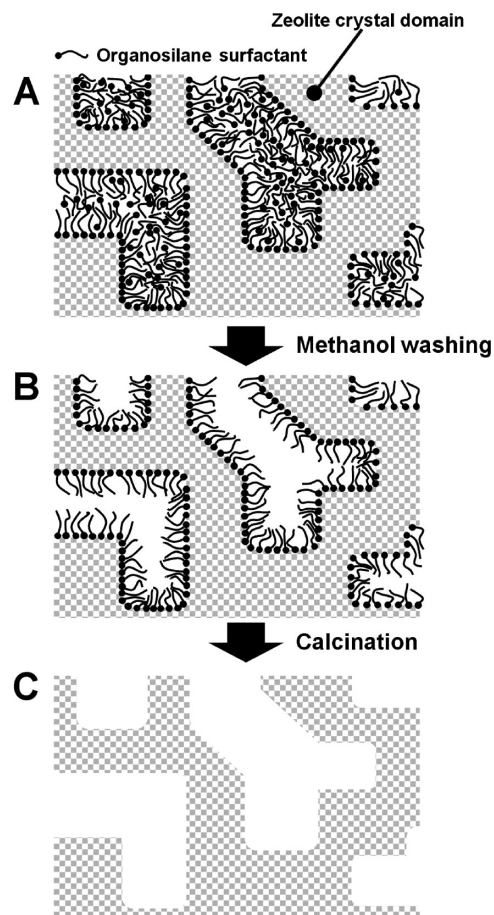 Zeolite crystal domain
Organosilane surfactant
A
Methanol washing
B
Calcination
C